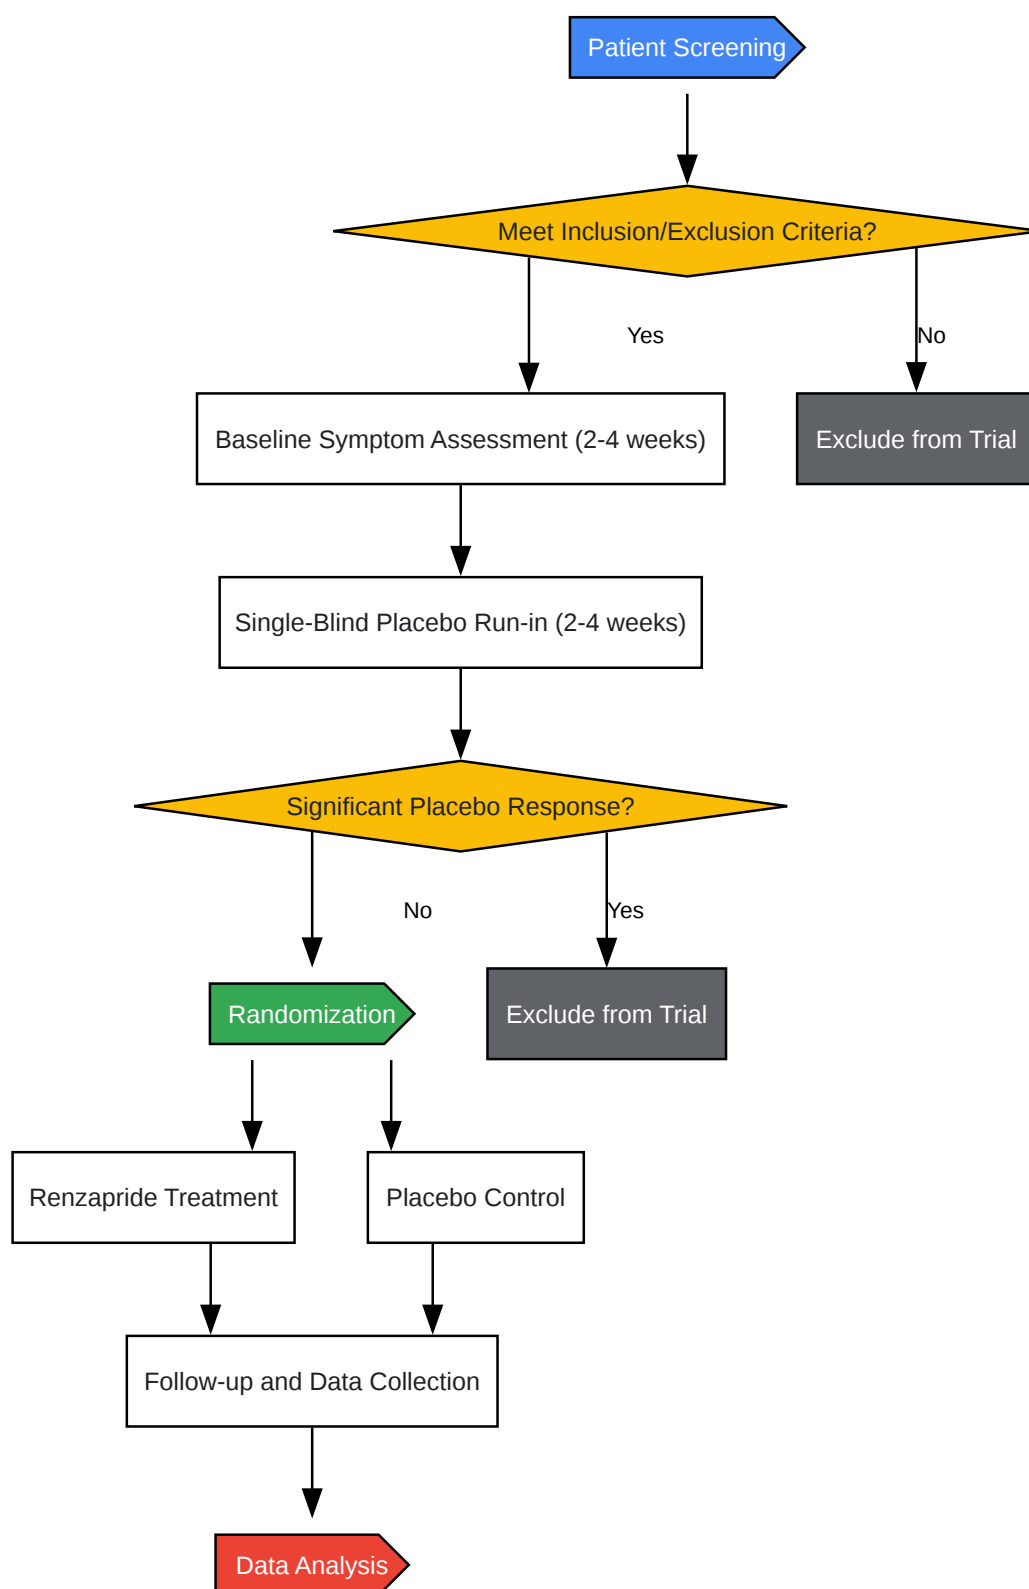 Patient Screening
Meet Inclusion/Exclusion Criteria?
Yes
No
Baseline Symptom Assessment (2-4 weeks)
Exclude from Trial
Single-Blind Placebo Run-in (2-4 weeks)
Significant Placebo Response?
No
Yes
Randomization
Exclude from Trial
Renzapride Treatment
Placebo Control
Follow-up and Data Collection
Data Analysis